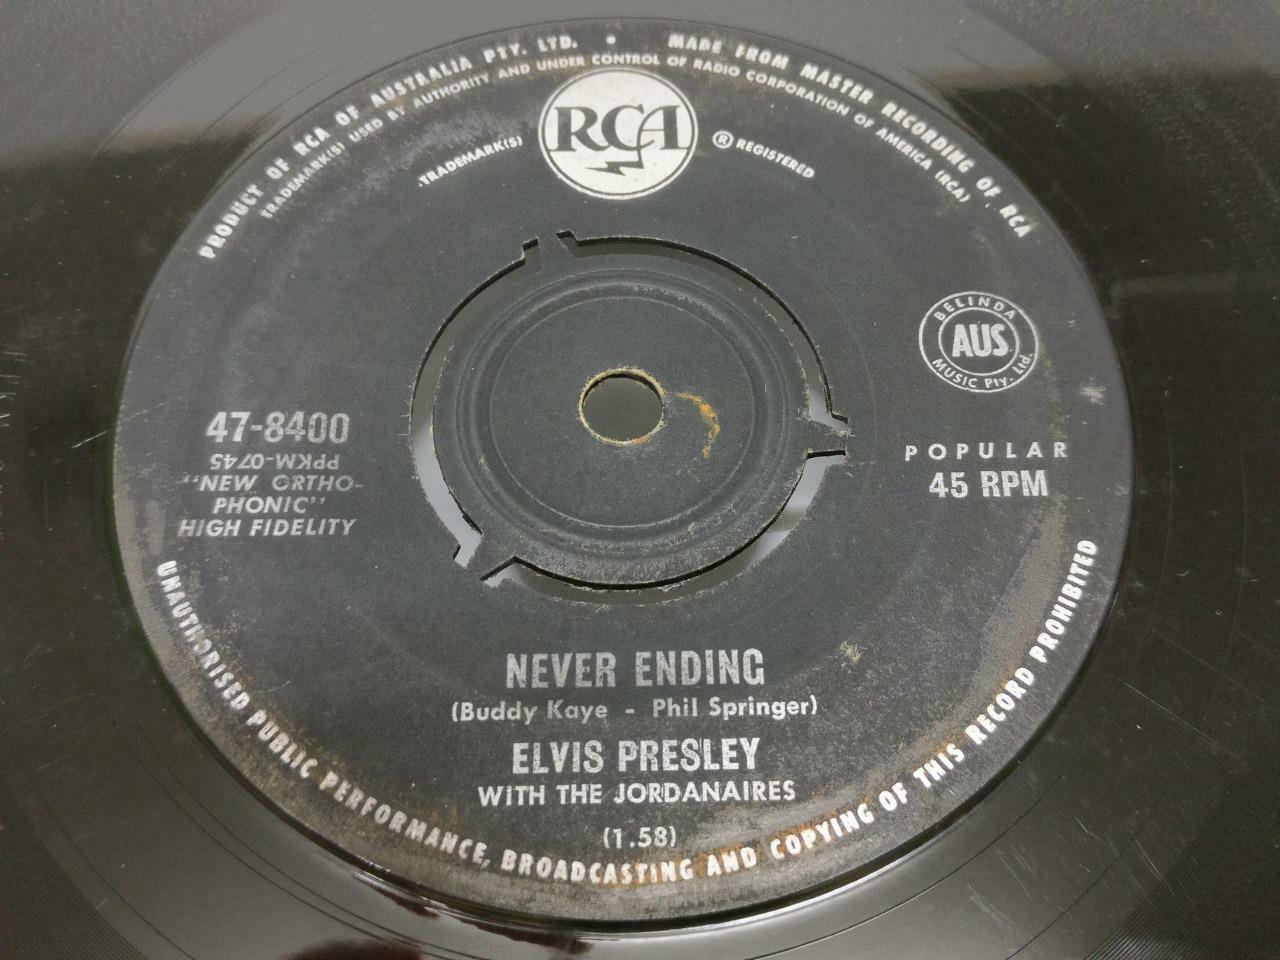 PRODUCT OF RCA OF AUSTRALIA PTY. LTD. • MADE FROM MASTER RECORDING OF RCA
TRADEMARK(S) USED BY AUTHORITY AND UNDER CONTROL OF RADIO CORPORATION OF AMERICA (RCA)
TRADEMARK(S) RCA ® REGISTERED
BELINDA
AUS.
MUSIC Pty. Ltd.
47-8400
PPKM-0745
"NEW ORTHO-
PHONIC"
HIGH FIDELITY
POPULAR
45 RPM
NEVER ENDING
(Buddy Kaye - Phil Springer)
ELVIS PRESLEY
WITH THE JORDANAIRES
(1.58)
UNAUTHORISED PUBLIC PERFORMANCE, BROADCASTING AND COPYING OF THIS RECORD PROHIBITED